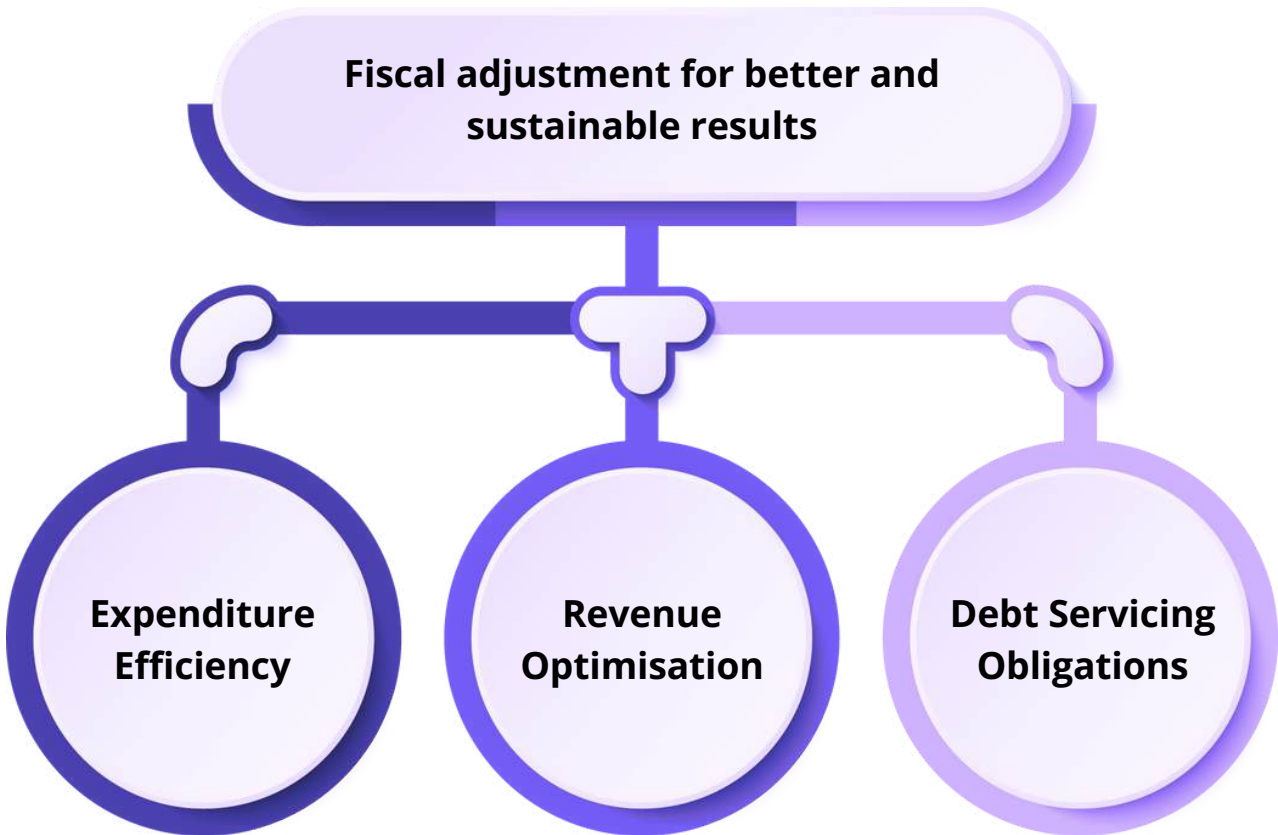 Fiscal adjustment for better and
sustainable results
Expenditure
Efficiency
Revenue
Optimisation
Debt Servicing
Obligations